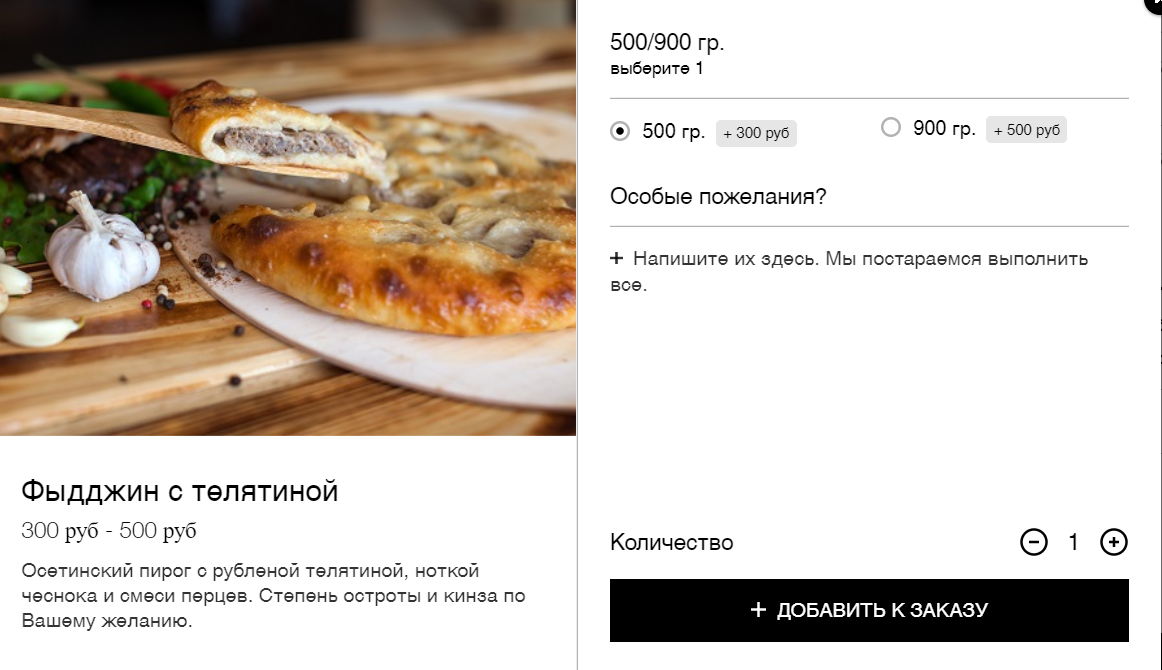 Фыдджин с телятиной
300 руб - 500 руб
Осетинский пирог с рубленой телятиной, ноткой
чеснока и смеси перцев. Степень остроты и кинза по
Вашему желанию.
500/900 гр.
выберите 1
500 гр. + 300 руб
900 гр. + 500 руб
Особые пожелания?
+ Напишите их здесь. Мы постараемся выполнить
все.
Количество
1
+ ДОБАВИТЬ К ЗАКАЗУ